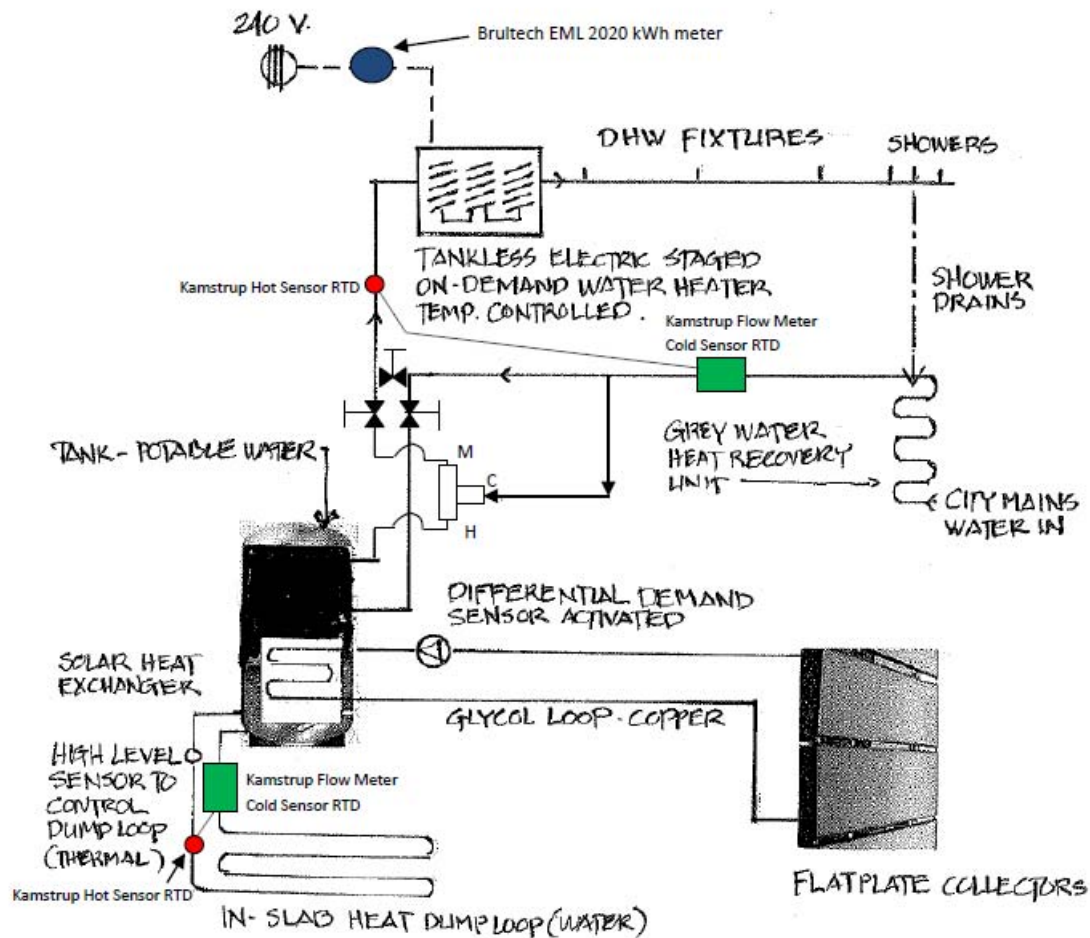 240 V.
Brultech EML 2020 kWh meter
DHW FIXTURES
SHOWERS
TANKLESS ELECTRIC STAGED
ON-DEMAND WATER HEATER
TEMP. CONTROLLED.
Kamstrup Hot Sensor RTD
SHOWER
DRAINS
Kamstrup Flow Meter
Cold Sensor RTD
GREY WATER
HEAT RECOVERY
UNIT
CITY MAINS
WATER IN
TANK - POTABLE WATER
M
C
H
DIFFERENTIAL DEMAND
SENSOR ACTIVATED
SOLAR HEAT
EXCHANGER
GLYCOL LOOP - COPPER
HIGH LEVEL
SENSOR TO
CONTROL
DUMP LOOP
(THERMAL)
Kamstrup Flow Meter
Cold Sensor RTD
Kamstrup Hot Sensor RTD
IN-SLAB HEAT DUMP LOOP (WATER)
FLATPLATE COLLECTORS